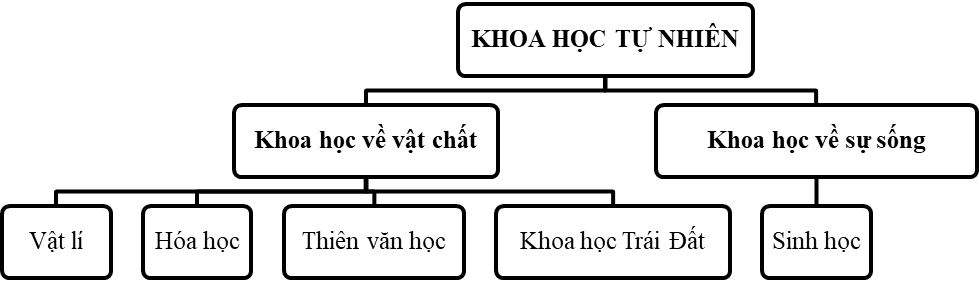 KHOA HỌC TỰ NHIÊN
Khoa học về vật chất
Khoa học về sự sống
Vật lí
Hóa học
Thiên văn học
Khoa học Trái Đất
Sinh học